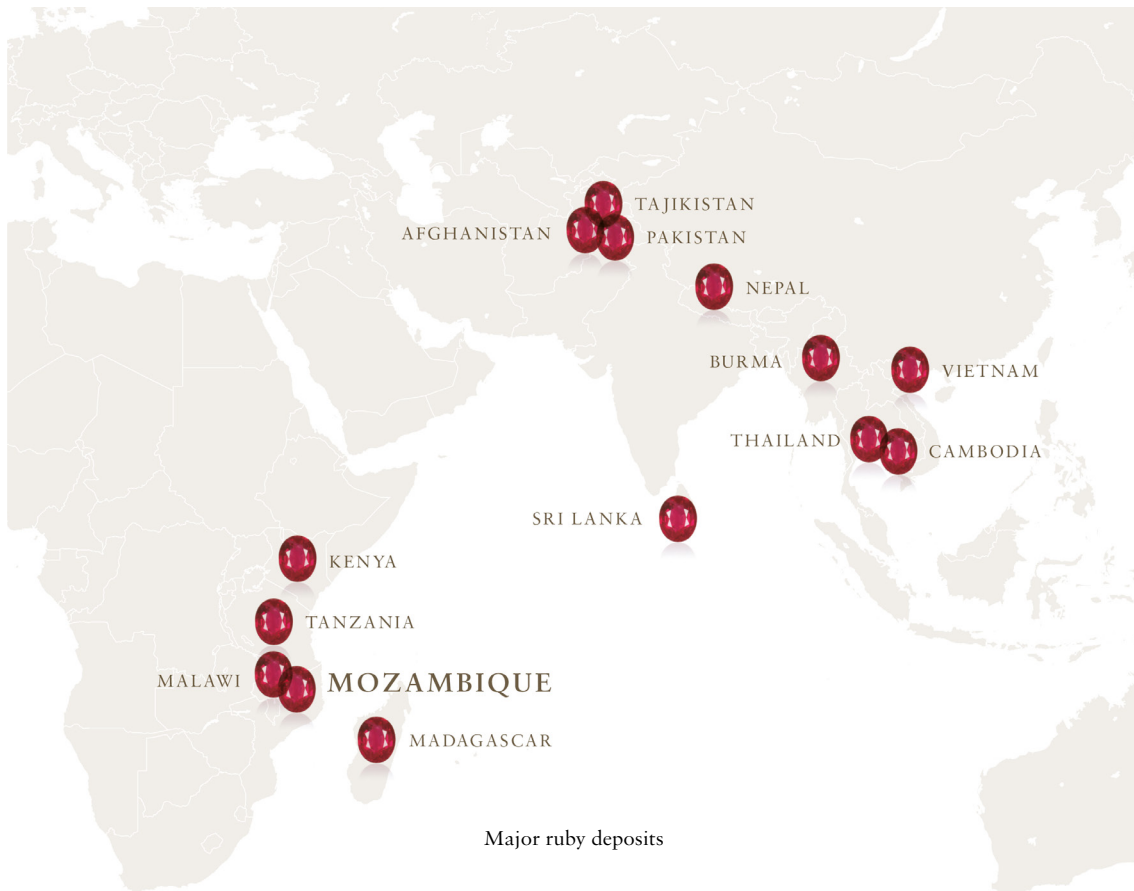 TAJIKISTAN
AFGHANISTAN
PAKISTAN
NEPAL
BURMA
VIETNAM
THAILAND
CAMBODIA
SRI LANKA
KENYA
TANZANIA
MALAWI
MOZAMBIQUE
MADAGASCAR
Major ruby deposits